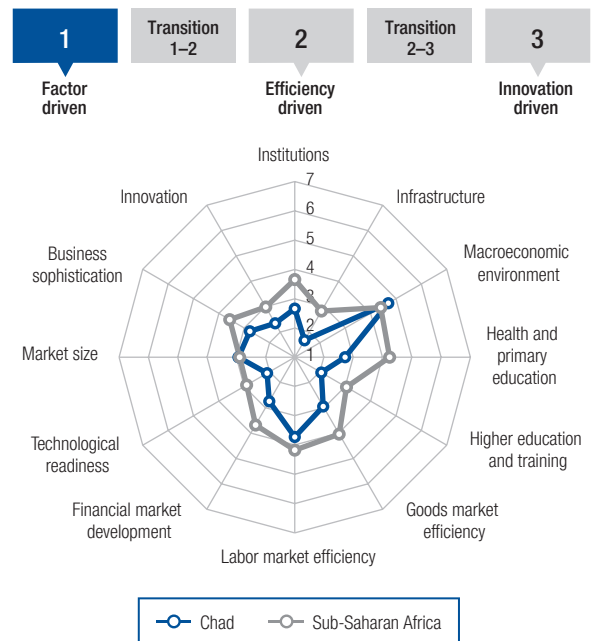 1
Transition
1–2
2
Transition
2–3
3
Factor
driven
Efficiency
driven
Innovation
driven
Institutions
7
Innovation
6
Infrastructure
5
Business
sophistication
4
Macroeconomic
environment
3
2
Market size
1
Health and
primary
education
Technological
readiness
Higher education
and training
Financial market
development
Goods market
efficiency
Labor market efficiency
Chad
Sub-Saharan Africa